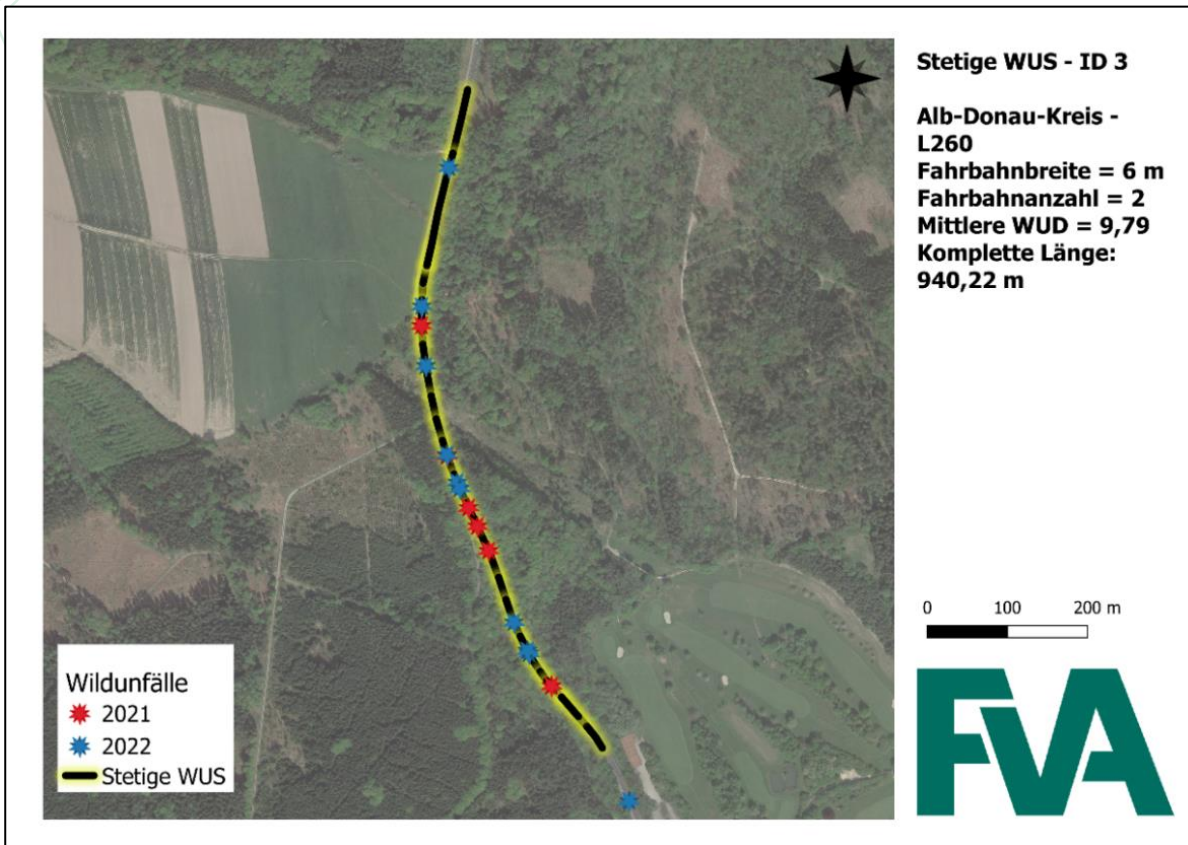 Stetige WUS - ID 3
Alb-Donau-Kreis -
L260
Fahrbahnbreite = 6 m
Fahrbahnanzahl = 2
Mittlere WUD = 9,79
Komplette Länge:
940,22 m
0 100 200 m
Wildunfälle
2021
2022
Stetige WUS
FVA